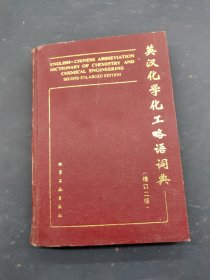 ENGLISH-CHINESE ABBREVIATION
DICTIONARY OF CHEMISTRY AND
CHEMICAL ENGINEERING
SECOND ENLARGED EDITION
英汉化学化工略语词典
(增订二版)
化学工业出版社